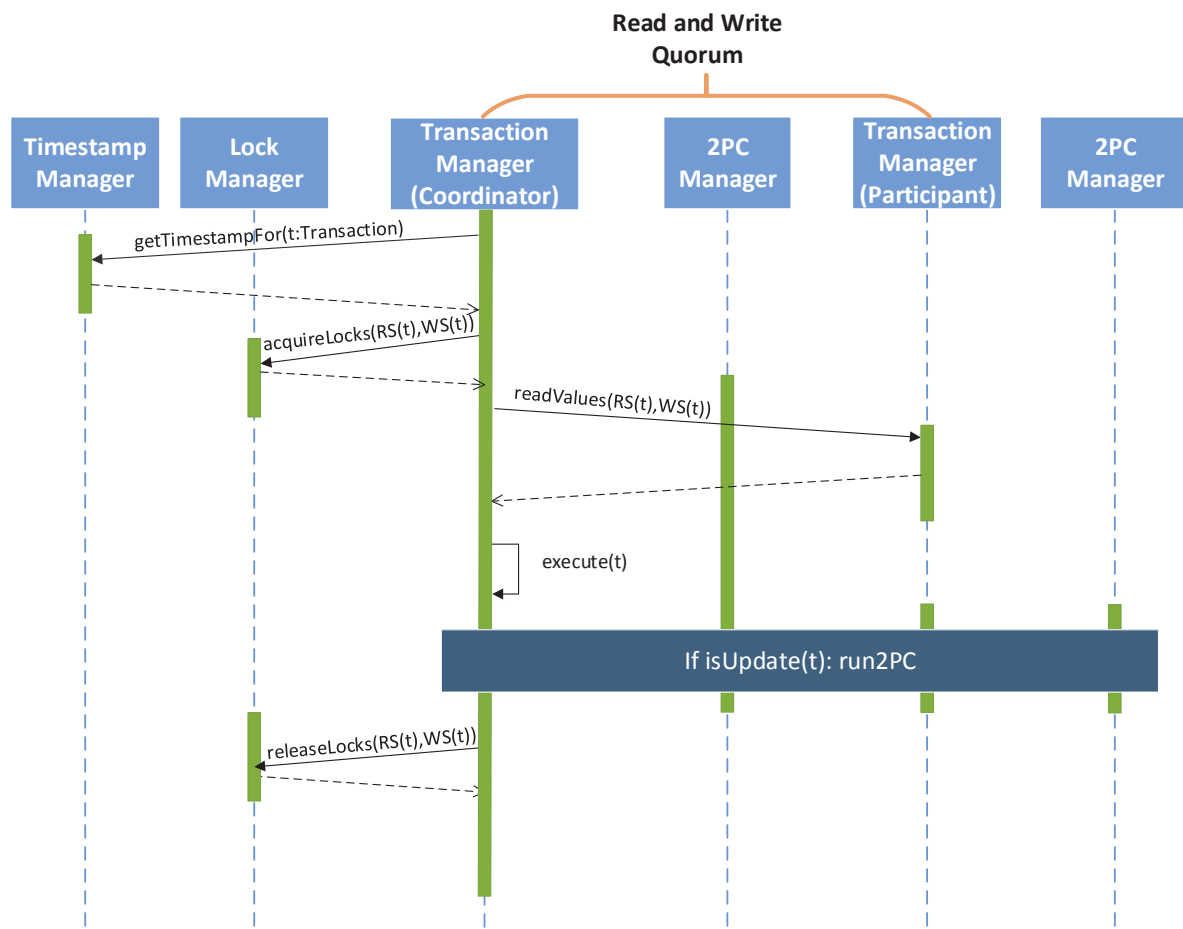 Read and Write
Quorum
Timestamp
Manager
Lock
Manager
Transaction
Manager
(Coordinator)
2PC
Manager
Transaction
Manager
(Participant)
2PC
Manager
getTimestampFor(t:Transaction)
acquireLocks(RS(t),WS(t))
readValues(RS(t),WS(t))
execute(t)
If isUpdate(t): run2PC
releaseLocks(RS(t),WS(t))